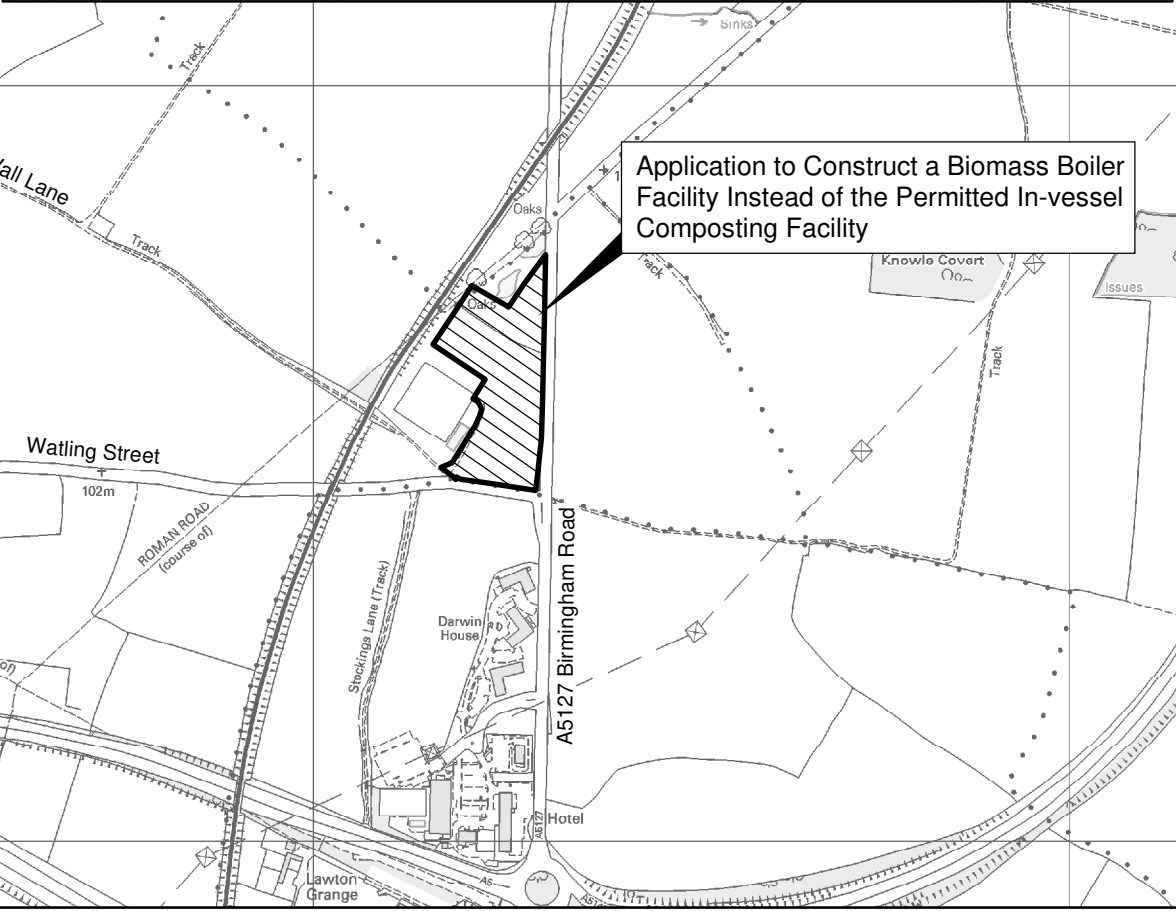 Sinks
Track
Application to Construct a Biomass Boiler
Facility Instead of the Permitted In-vessel
Composting Facility
Lane
Oaks
Track
Knowle Covert
Issues
Oaks
Track
Watling Street
102m
ROMAN ROAD
(course of)
Stockings Lane (Track)
A5127 Birmingham Road
Darwin
House
Hotel
A5127
Lawton
Grange